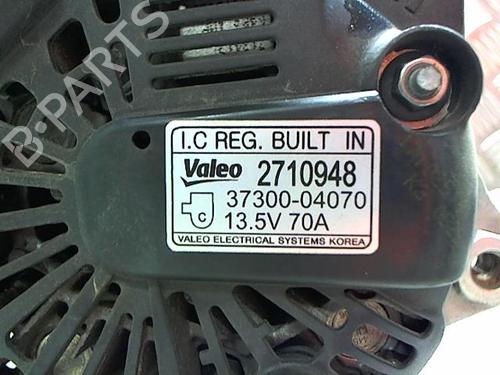 B-PARTS
I.C REG. BUILT IN
Valeo 2710948
C 37300-04070
13.5V 70A
VALEO ELECTRICAL SYSTEMS KOREA